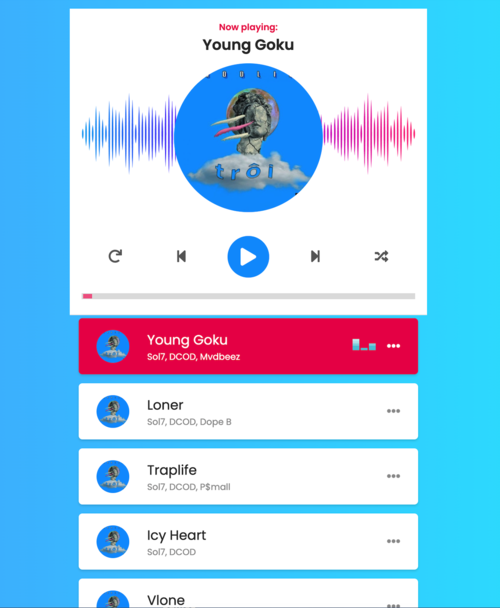 Now playing:
Young Goku
trôl
Young Goku
Sol7, DCOD, Mvdbeez
Loner
Sol7, DCOD, Dope B
Traplife
Sol7, DCOD, P$mall
Icy Heart
Sol7, DCOD
Vlone